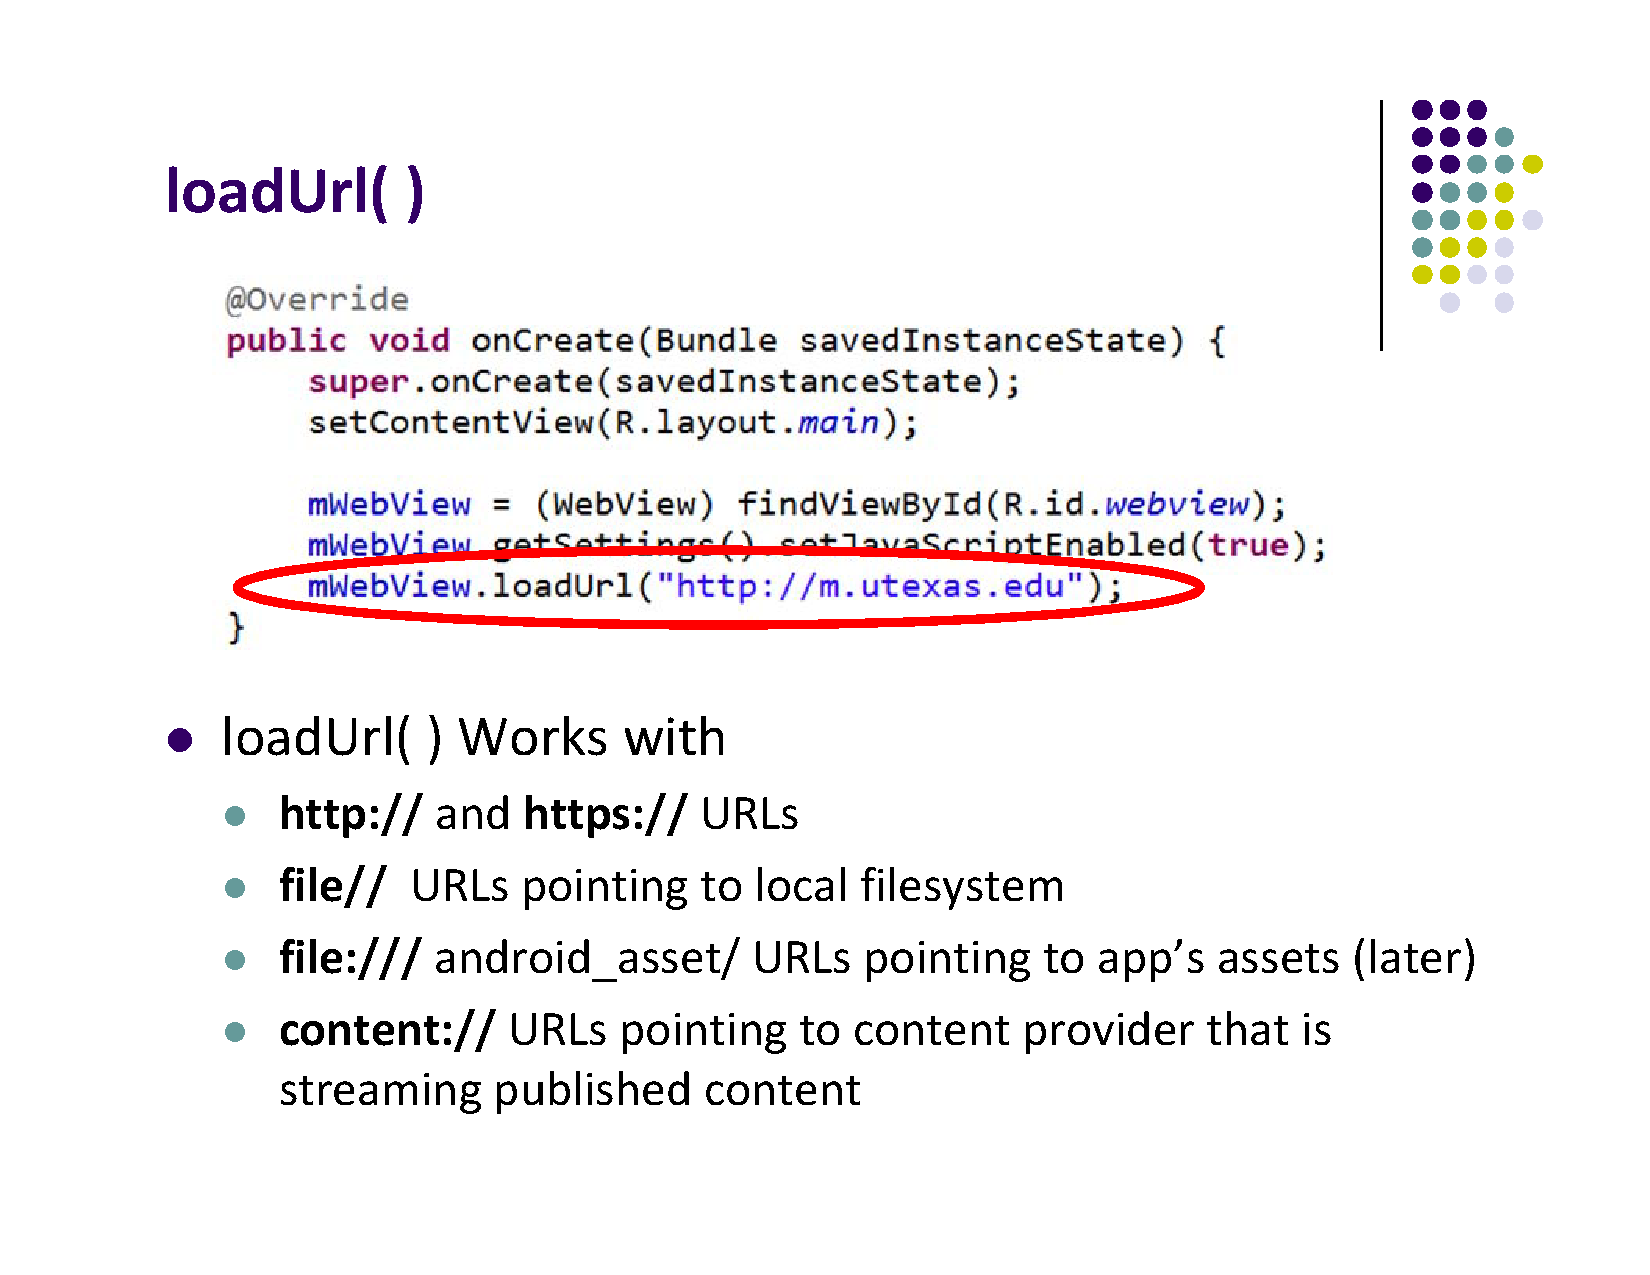 loadUrl( )
@Override
public void onCreate(Bundle savedInstanceState) {
super.onCreate(savedInstanceState);
setContentView(R.layout.main);
mWebView = (WebView) findViewById(R.id.webview);
mWebView.getSettings().setJavaScriptEnabled(true);
mWebView.loadUrl("http://m.utexas.edu");
}
loadUrl( ) Works with
http:// and https:// URLs
file// URLs pointing to local filesystem
file:/// android_asset/ URLs pointing to app’s assets (later)
content:// URLs pointing to content provider that is
streaming published content